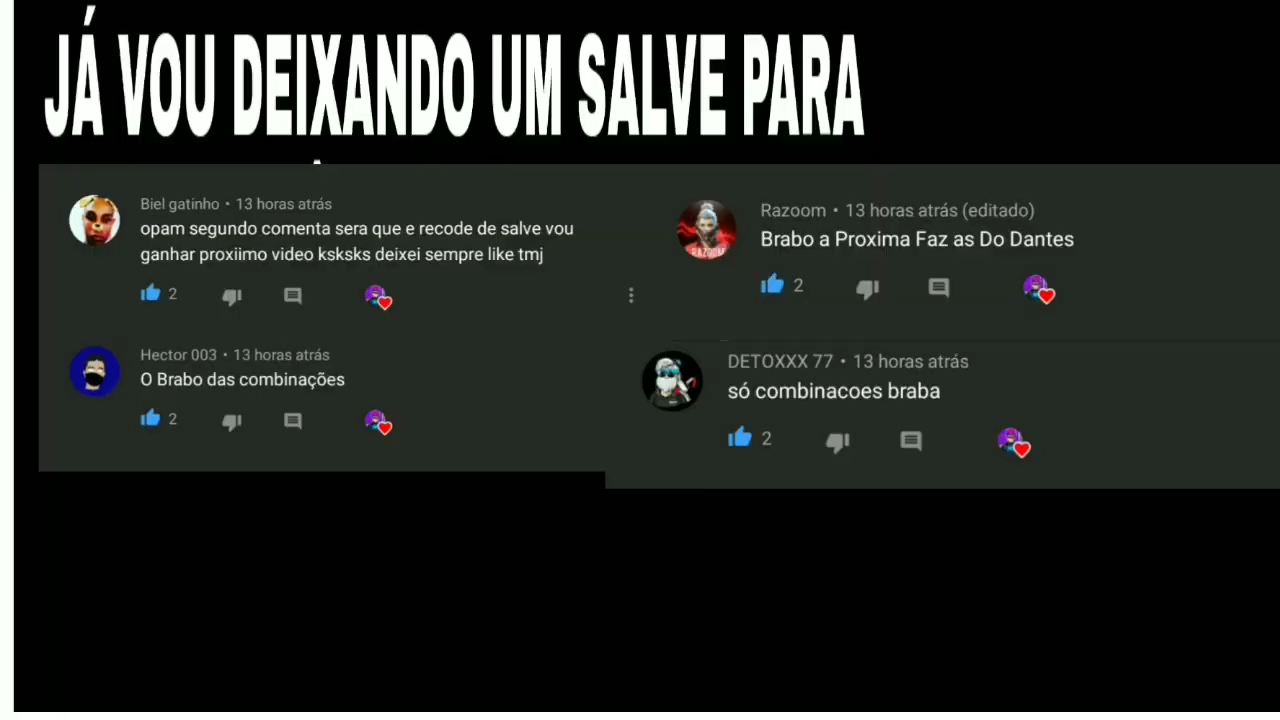 JÁ VOU DEIXANDO UM SALVE PARA
Biel gatinho • 13 horas atrás
opam segundo comenta sera que e recode de salve vou
ganhar proxiimo video ksksks deixei sempre like tmj
2
Hector 003 • 13 horas atrás
O Brabo das combinações
2
Razoom • 13 horas atrás (editado)
Brabo a Proxima Faz as Do Dantes
RAZOOM
2
DETOXXX 77 • 13 horas atrás
só combinacoes braba
2